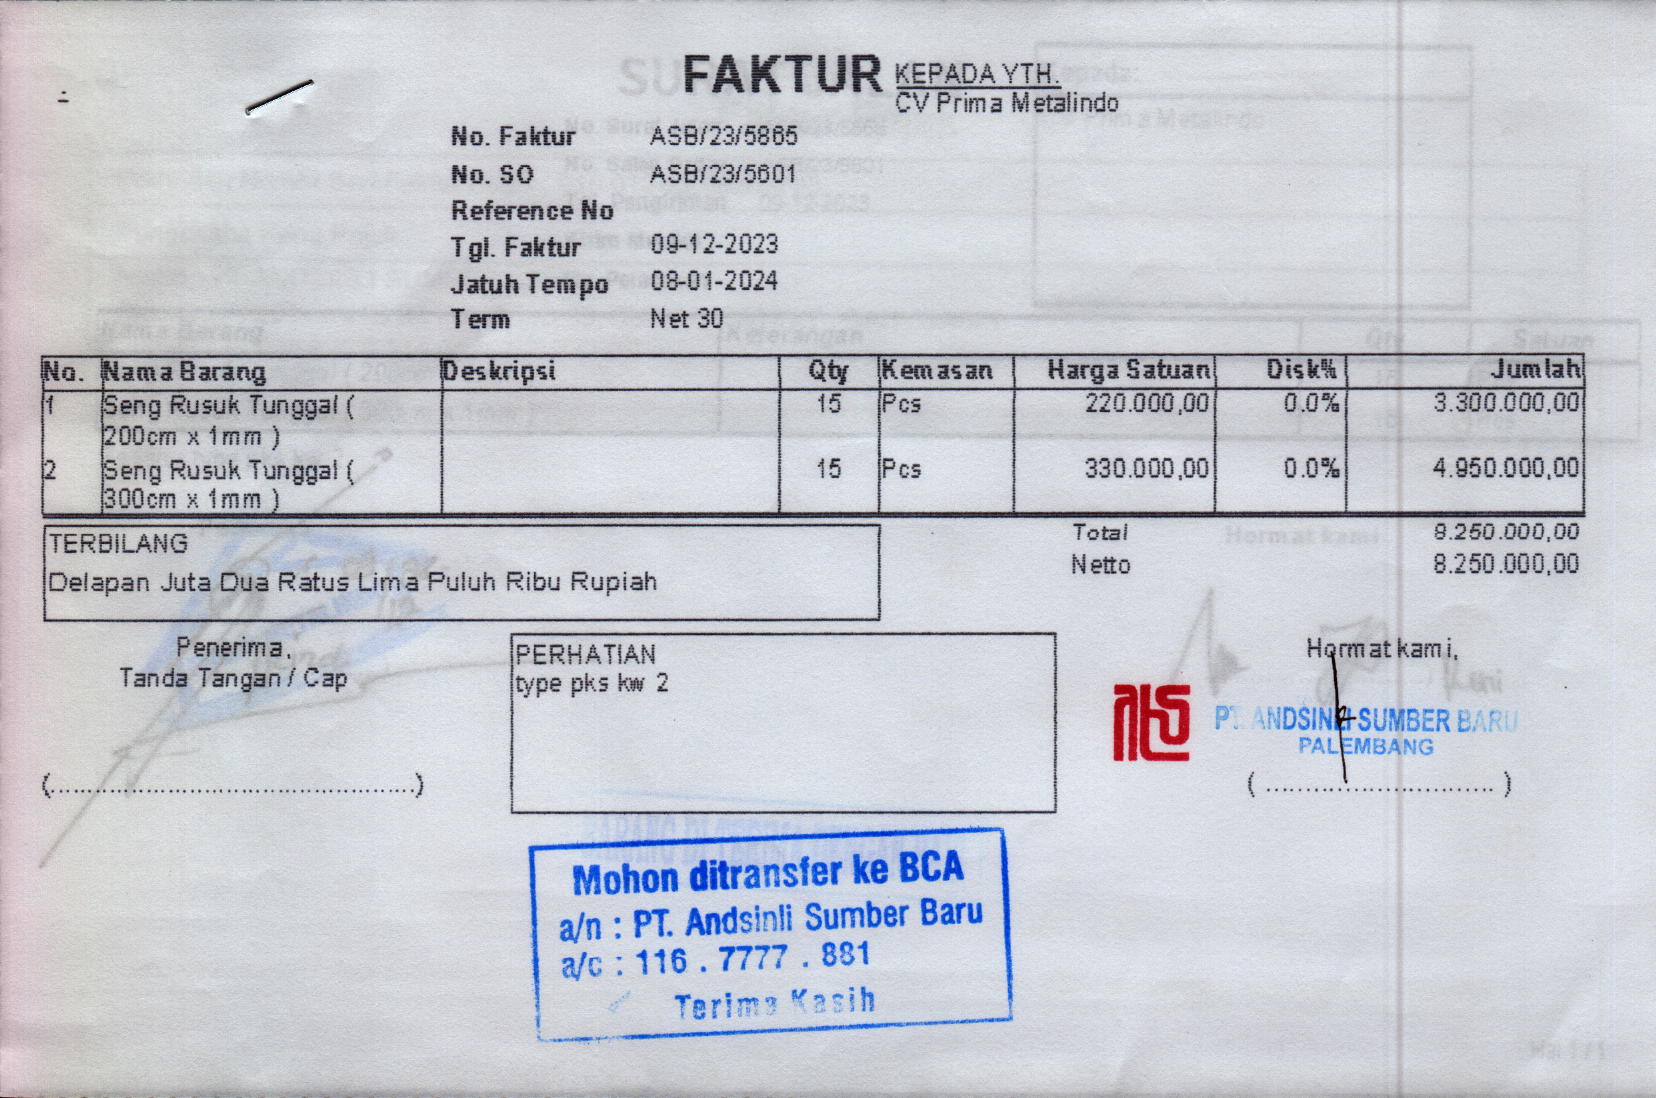 FAKTUR
KEPADA YTH.
CV Prima Metalindo
No. Faktur ASB/23/5865
No. SO ASB/23/5601
Reference No
Tgl. Faktur 09-12-2023
Jatuh Tempo 08-01-2024
Term Net 30
No. Nama Barang Deskripsi Qty Kemasan Harga Satuan Disk% Jumlah
1 Seng Rusuk Tunggal ( 15 Pcs 220.000,00 0.0% 3.300.000,00
200cm x 1mm )
2 Seng Rusuk Tunggal ( 15 Pcs 330.000,00 0.0% 4.950.000,00
300cm x 1mm )
TERBILANG
Delapan Juta Dua Ratus Lima Puluh Ribu Rupiah
Total 8.250.000,00
Netto 8.250.000,00
Penerima,
Tanda Tangan / Cap
(..............................................)
PERHATIAN
type pks kw 2
Hormat kami,
PT. ANDSINLI SUMBER BARU
PALEMBANG
( ............................. )
Mohon ditransfer ke BCA
a/n : PT. Andsinli Sumber Baru
a/c : 116 . 7777 . 881
Terima Kasih